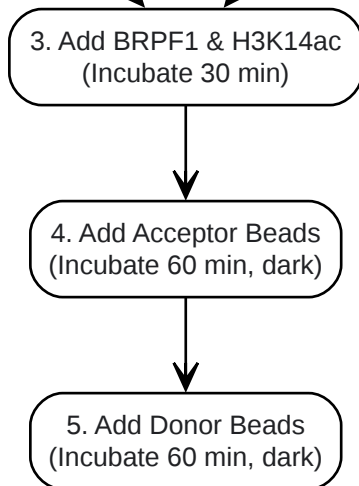 3. Add BRPF1 & H3K14ac
(Incubate 30 min)
4. Add Acceptor Beads
(Incubate 60 min, dark)
5. Add Donor Beads
(Incubate 60 min, dark)